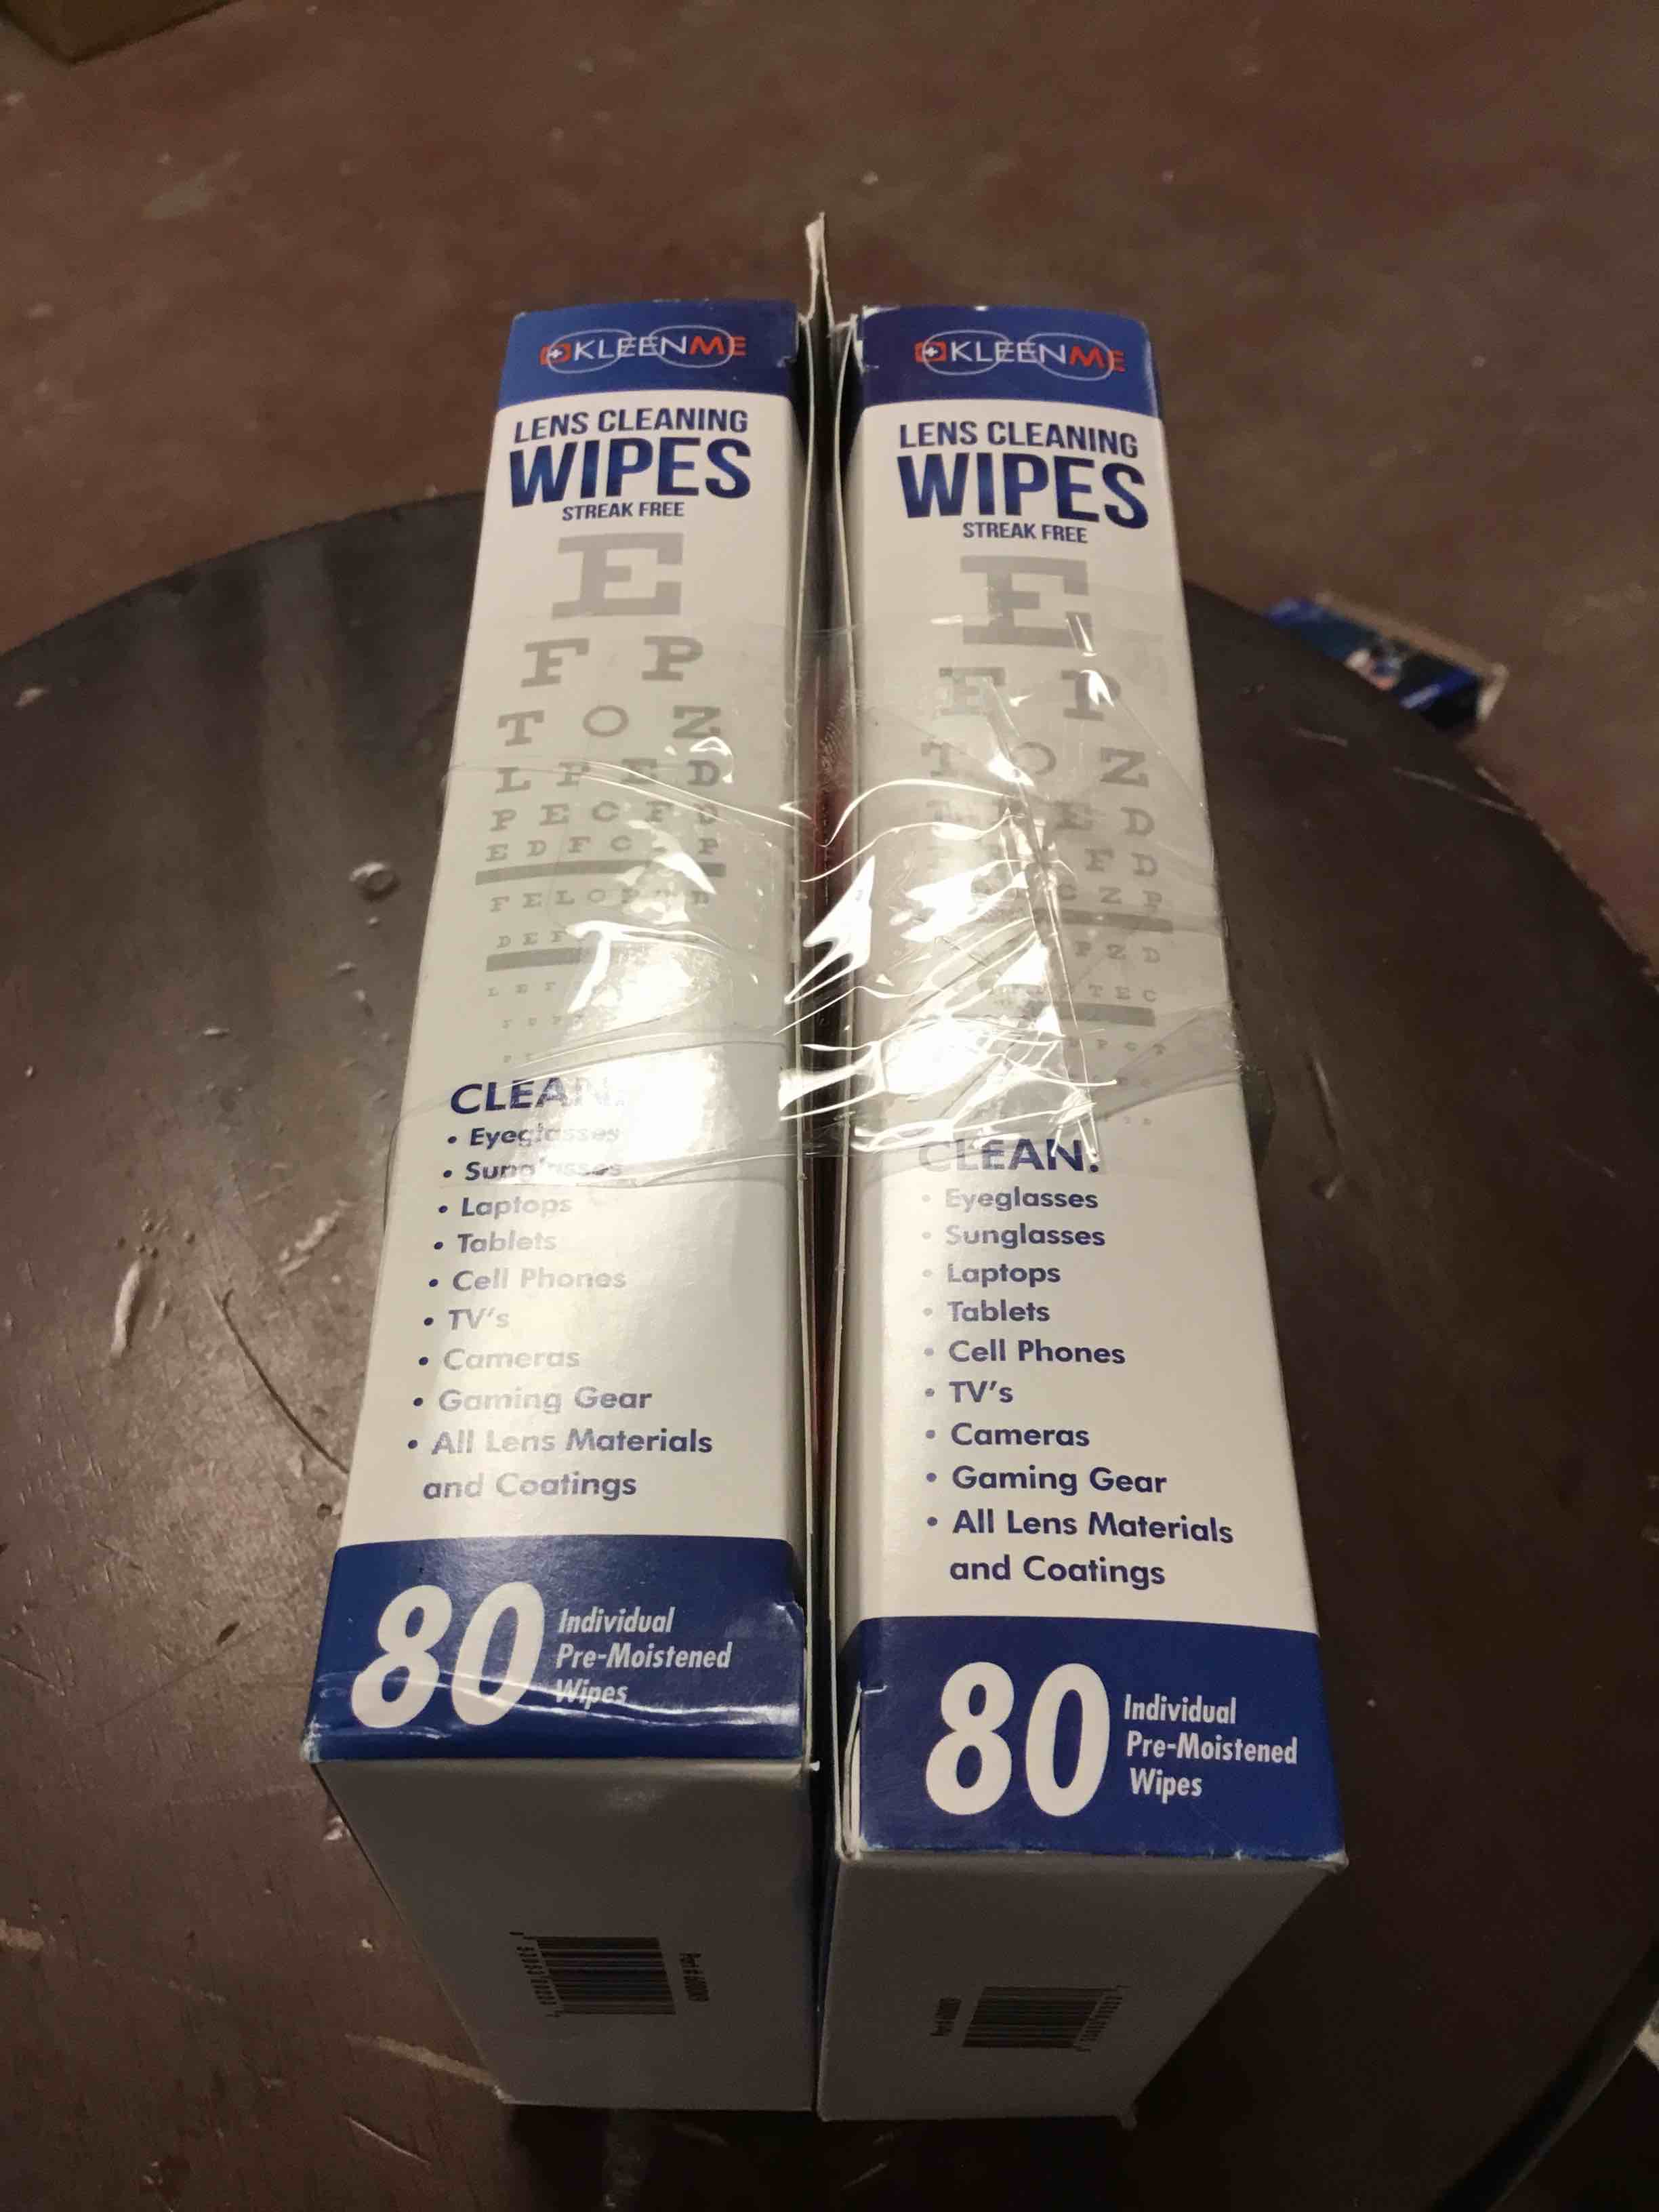 KLEENME
LENS CLEANING
WIPES
STREAK FREE
E
F P
T O Z
L P E D
P E C F D
E D F C P
F E L O P
D E F
CLEAN
• Eyeglasses
• Sunglasses
• Laptops
• Tablets
• Cell Phones
• TV's
• Cameras
• Gaming Gear
• All Lens Materials
and Coatings
80
Individual
Pre-Moistened
Wipes
KLEENME
LENS CLEANING
WIPES
STREAK FREE
E
F P
T O Z
E D
F D
C Z P
P Z D
T E C
CLEAN:
• Eyeglasses
• Sunglasses
• Laptops
• Tablets
• Cell Phones
• TV's
• Cameras
• Gaming Gear
• All Lens Materials
and Coatings
80
Individual
Pre-Moistened
Wipes